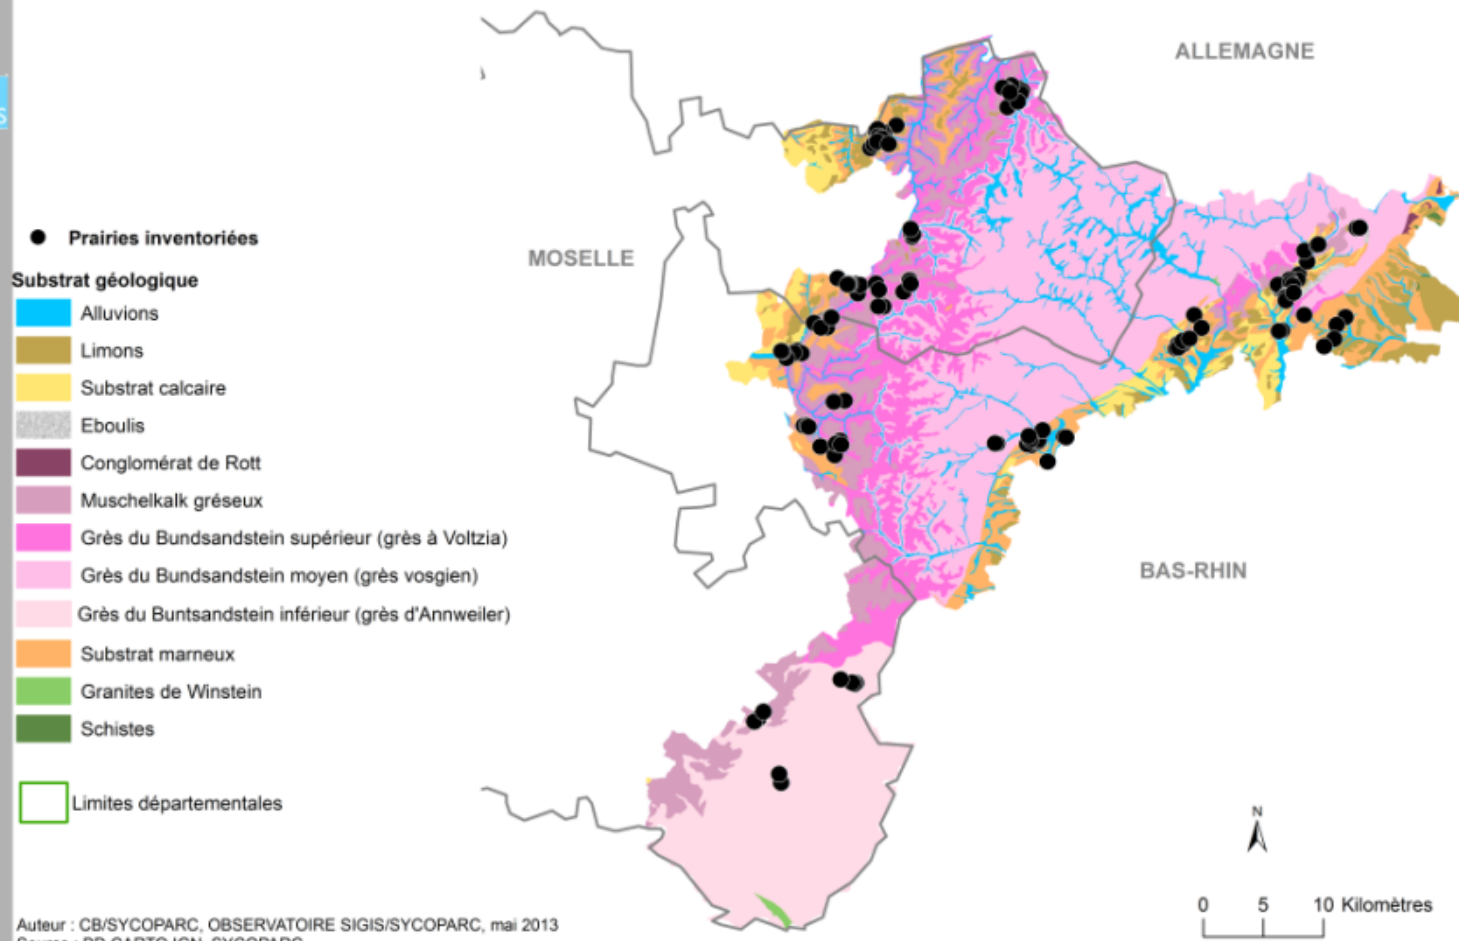 ALLEMAGNE
MOSELLE
BAS-RHIN
Prairies inventoriées
Substrat géologique
Alluvions
Limons
Substrat calcaire
Eboulis
Conglomérat de Rott
Muschelkalk gréseux
Grès du Bundsandstein supérieur (grès à Voltzia)
Grès du Bundsandstein moyen (grès vosgien)
Grès du Buntsandstein inférieur (grès d'Annweiler)
Substrat marneux
Granites de Winstein
Schistes
Limites départementales
N
0 5 10 Kilomètres
Auteur : CB/SYCOPARC, OBSERVATOIRE SIGIS/SYCOPARC, mai 2013